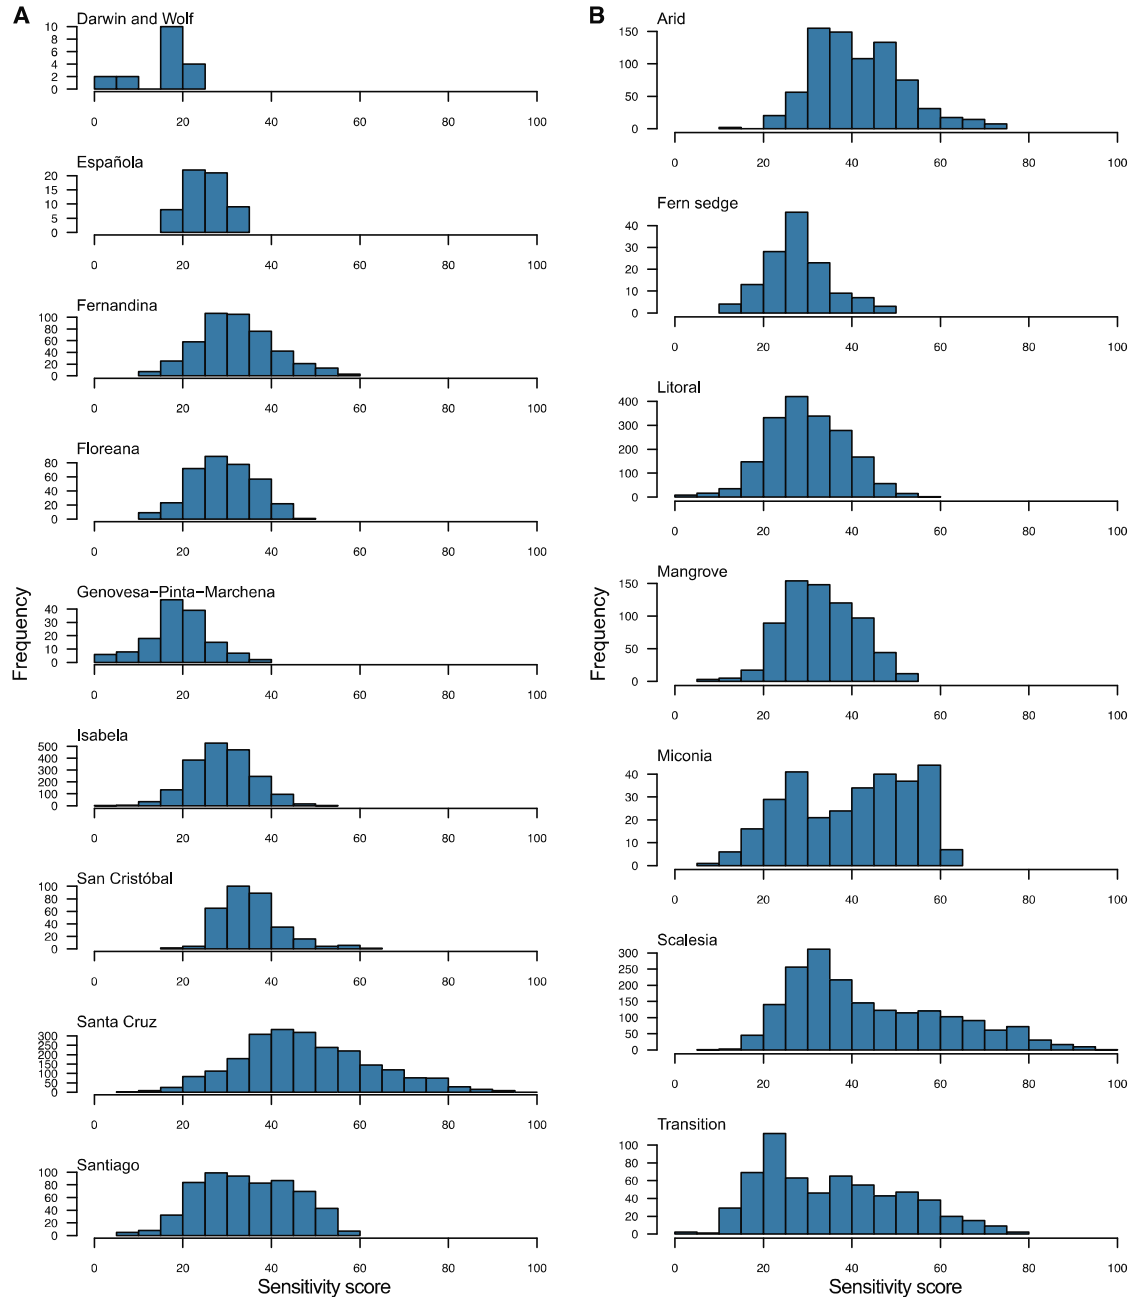 A
Darwin and Wolf
10
8
6
4
2
0
0 20 40 60 80 100
Española
20
15
10
5
0
0 20 40 60 80 100
Fernandina
100
80
60
40
20
0
0 20 40 60 80 100
Floreana
80
60
40
20
0
0 20 40 60 80 100
Genovesa−Pinta−Marchena
40
30
20
10
0
0 20 40 60 80 100
Isabela
500
400
300
200
100
0
0 20 40 60 80 100
San Cristóbal
100
80
60
40
20
0
0 20 40 60 80 100
Santa Cruz
300
250
200
150
100
50
0
0 20 40 60 80 100
Santiago
100
80
60
40
20
0
0 20 40 60 80 100
Frequency
Sensitivity score
B
Arid
150
100
50
0
0 20 40 60 80 100
Fern sedge
40
30
20
10
0
0 20 40 60 80 100
Litoral
400
300
200
100
0
0 20 40 60 80 100
Mangrove
150
100
50
0
0 20 40 60 80 100
Miconia
40
30
20
10
0
0 20 40 60 80 100
Scalesia
300
250
200
150
100
50
0
0 20 40 60 80 100
Transition
100
80
60
40
20
0
0 20 40 60 80 100
Frequency
Sensitivity score